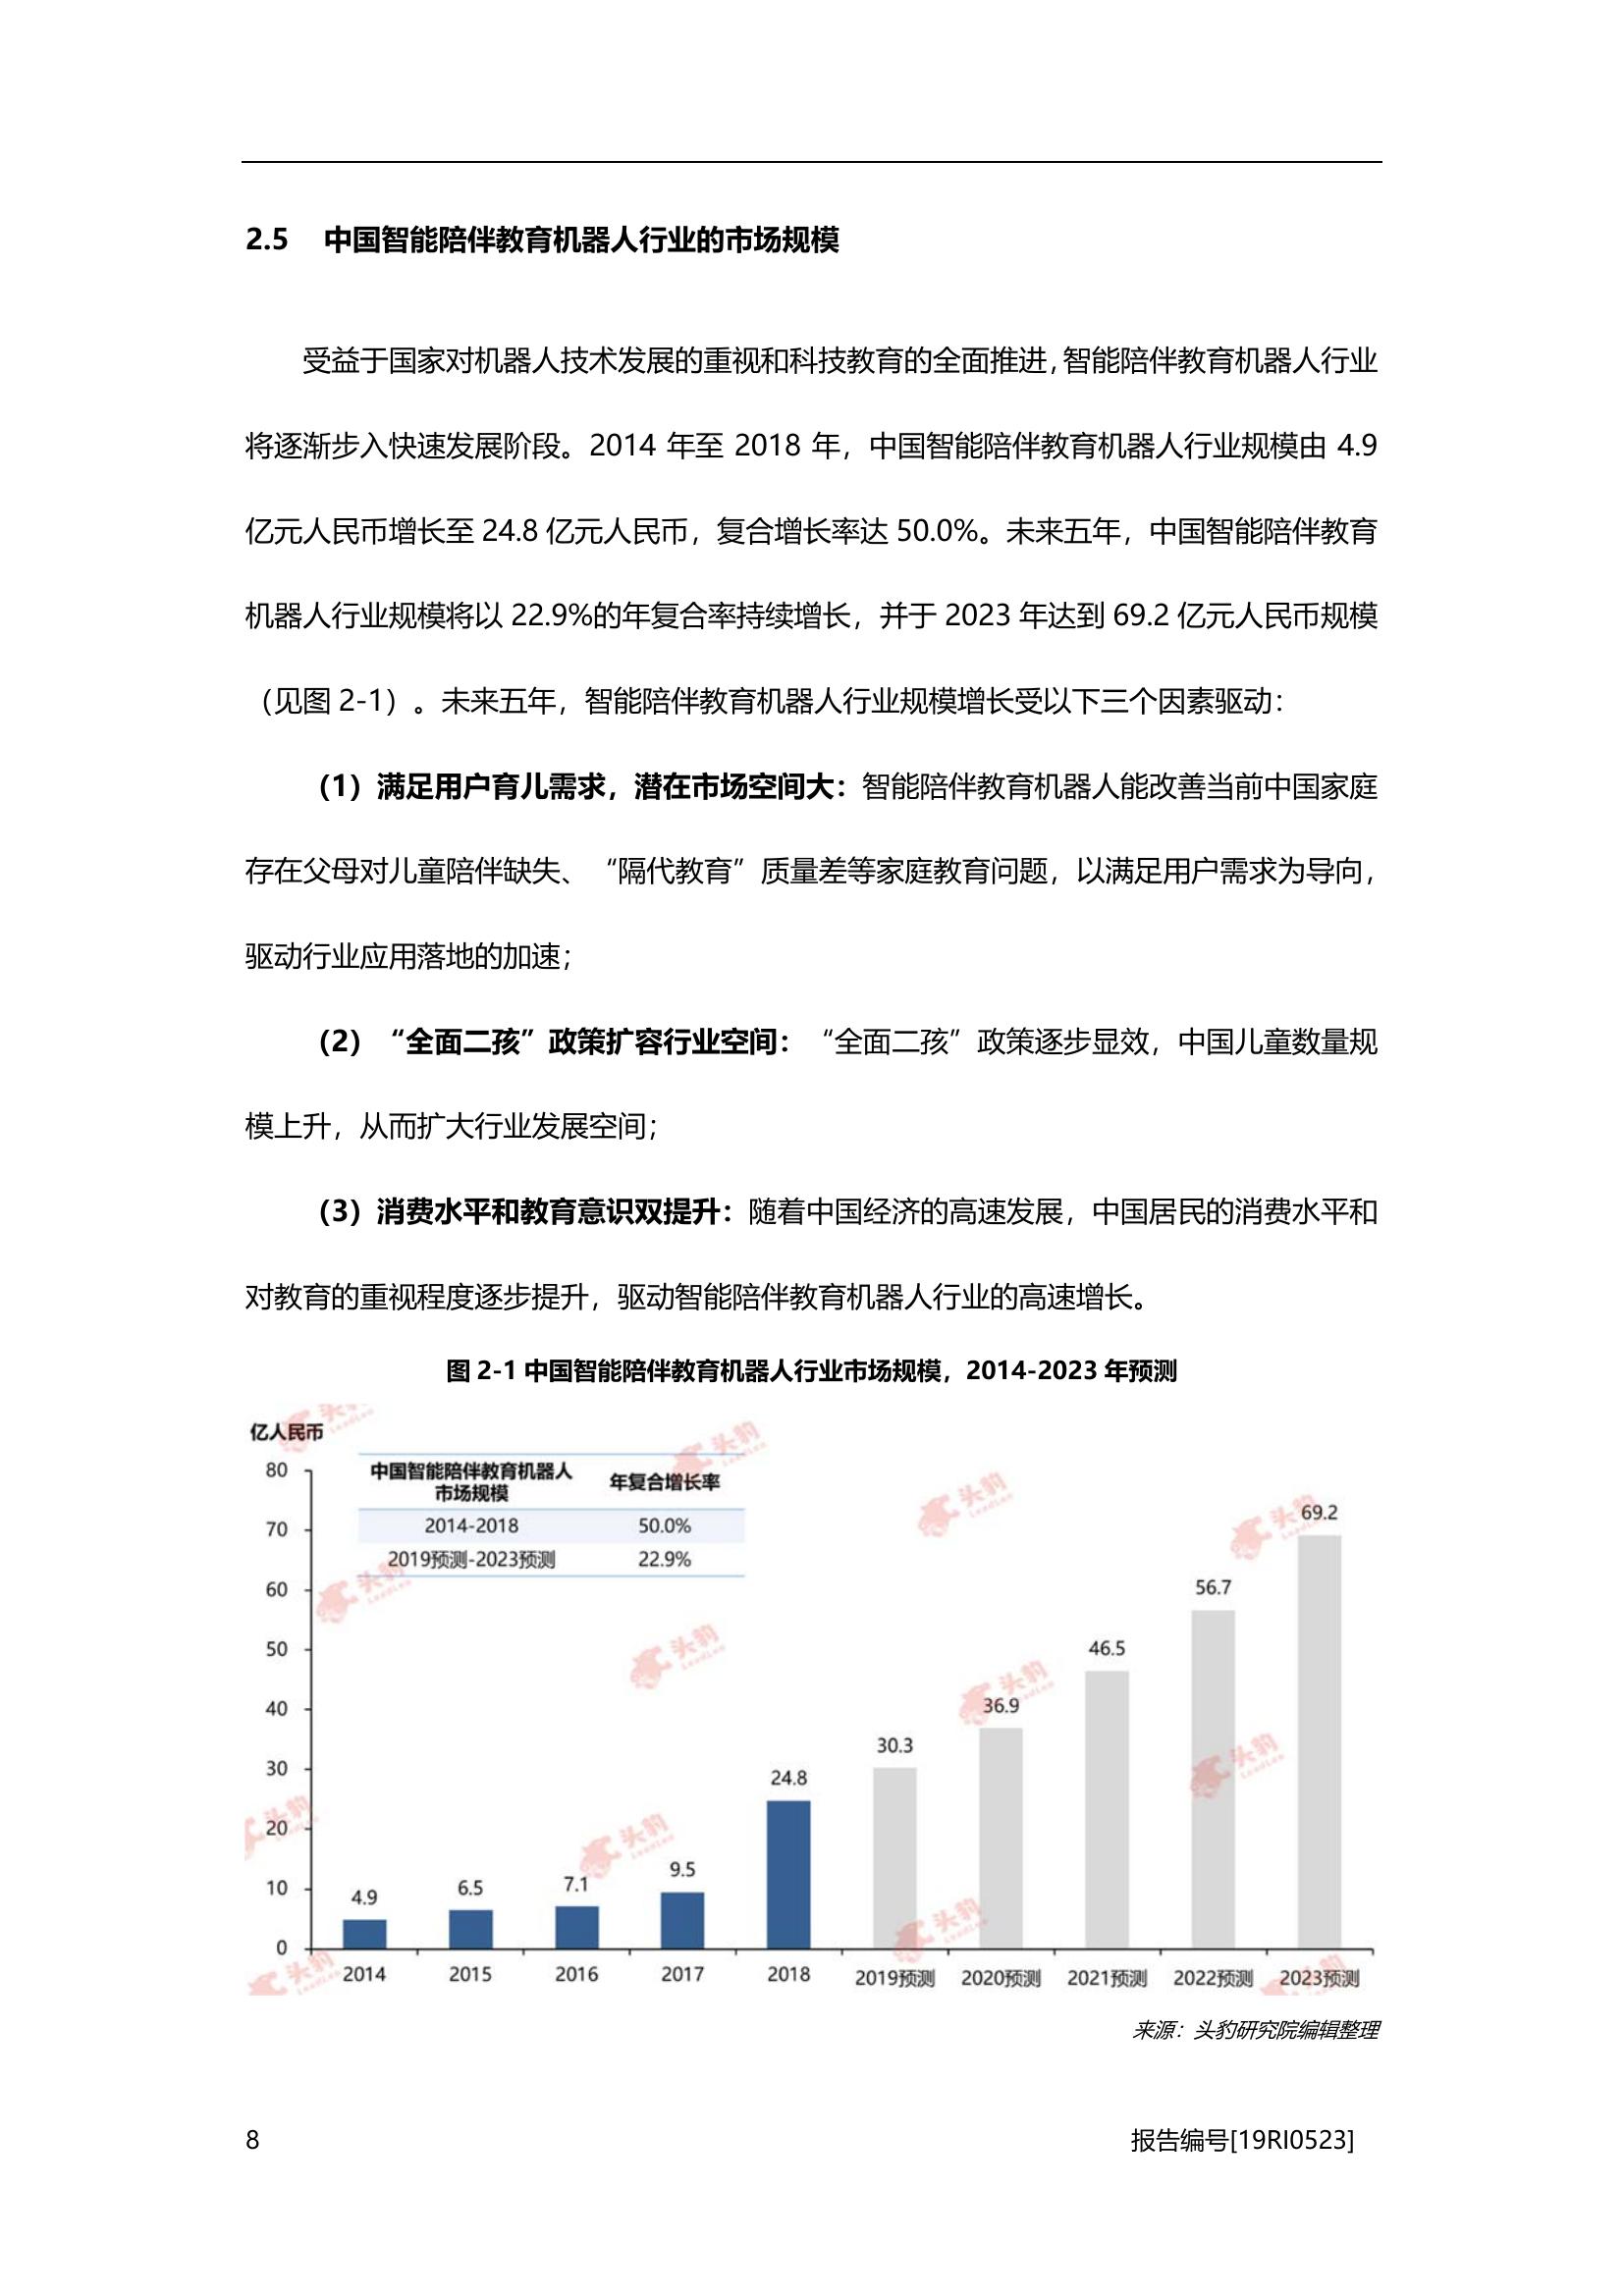 2.5 中国智能陪伴教育机器人行业的市场规模
受益于国家对机器人技术发展的重视和科技教育的全面推进，智能陪伴教育机器人行业
将逐渐步入快速发展阶段。2014 年至 2018 年，中国智能陪伴教育机器人行业规模由 4.9
亿元人民币增长至 24.8 亿元人民币，复合增长率达 50.0%。未来五年，中国智能陪伴教育
机器人行业规模将以 22.9%的年复合率持续增长，并于 2023 年达到 69.2 亿元人民币规模
（见图 2-1）。未来五年，智能陪伴教育机器人行业规模增长受以下三个因素驱动：
（1）满足用户育儿需求，潜在市场空间大：智能陪伴教育机器人能改善当前中国家庭
存在父母对儿童陪伴缺失、“隔代教育”质量差等家庭教育问题，以满足用户需求为导向，
驱动行业应用落地的加速；
（2）“全面二孩”政策扩容行业空间：“全面二孩”政策逐步显效，中国儿童数量规
模上升，从而扩大行业发展空间；
（3）消费水平和教育意识双提升：随着中国经济的高速发展，中国居民的消费水平和
对教育的重视程度逐步提升，驱动智能陪伴教育机器人行业的高速增长。
图 2-1 中国智能陪伴教育机器人行业市场规模，2014-2023 年预测
亿人民币
中国智能陪伴教育机器人
市场规模 年复合增长率
2014-2018 50.0%
2019预测-2023预测 22.9%
80
70
60
50
40
30
20
10
0
4.9 6.5 7.1 9.5 24.8 30.3 36.9 46.5 56.7 69.2
2014 2015 2016 2017 2018 2019预测 2020预测 2021预测 2022预测 2023预测
头豹
LeadLeo
来源：头豹研究院编辑整理
8 报告编号[19RI0523]